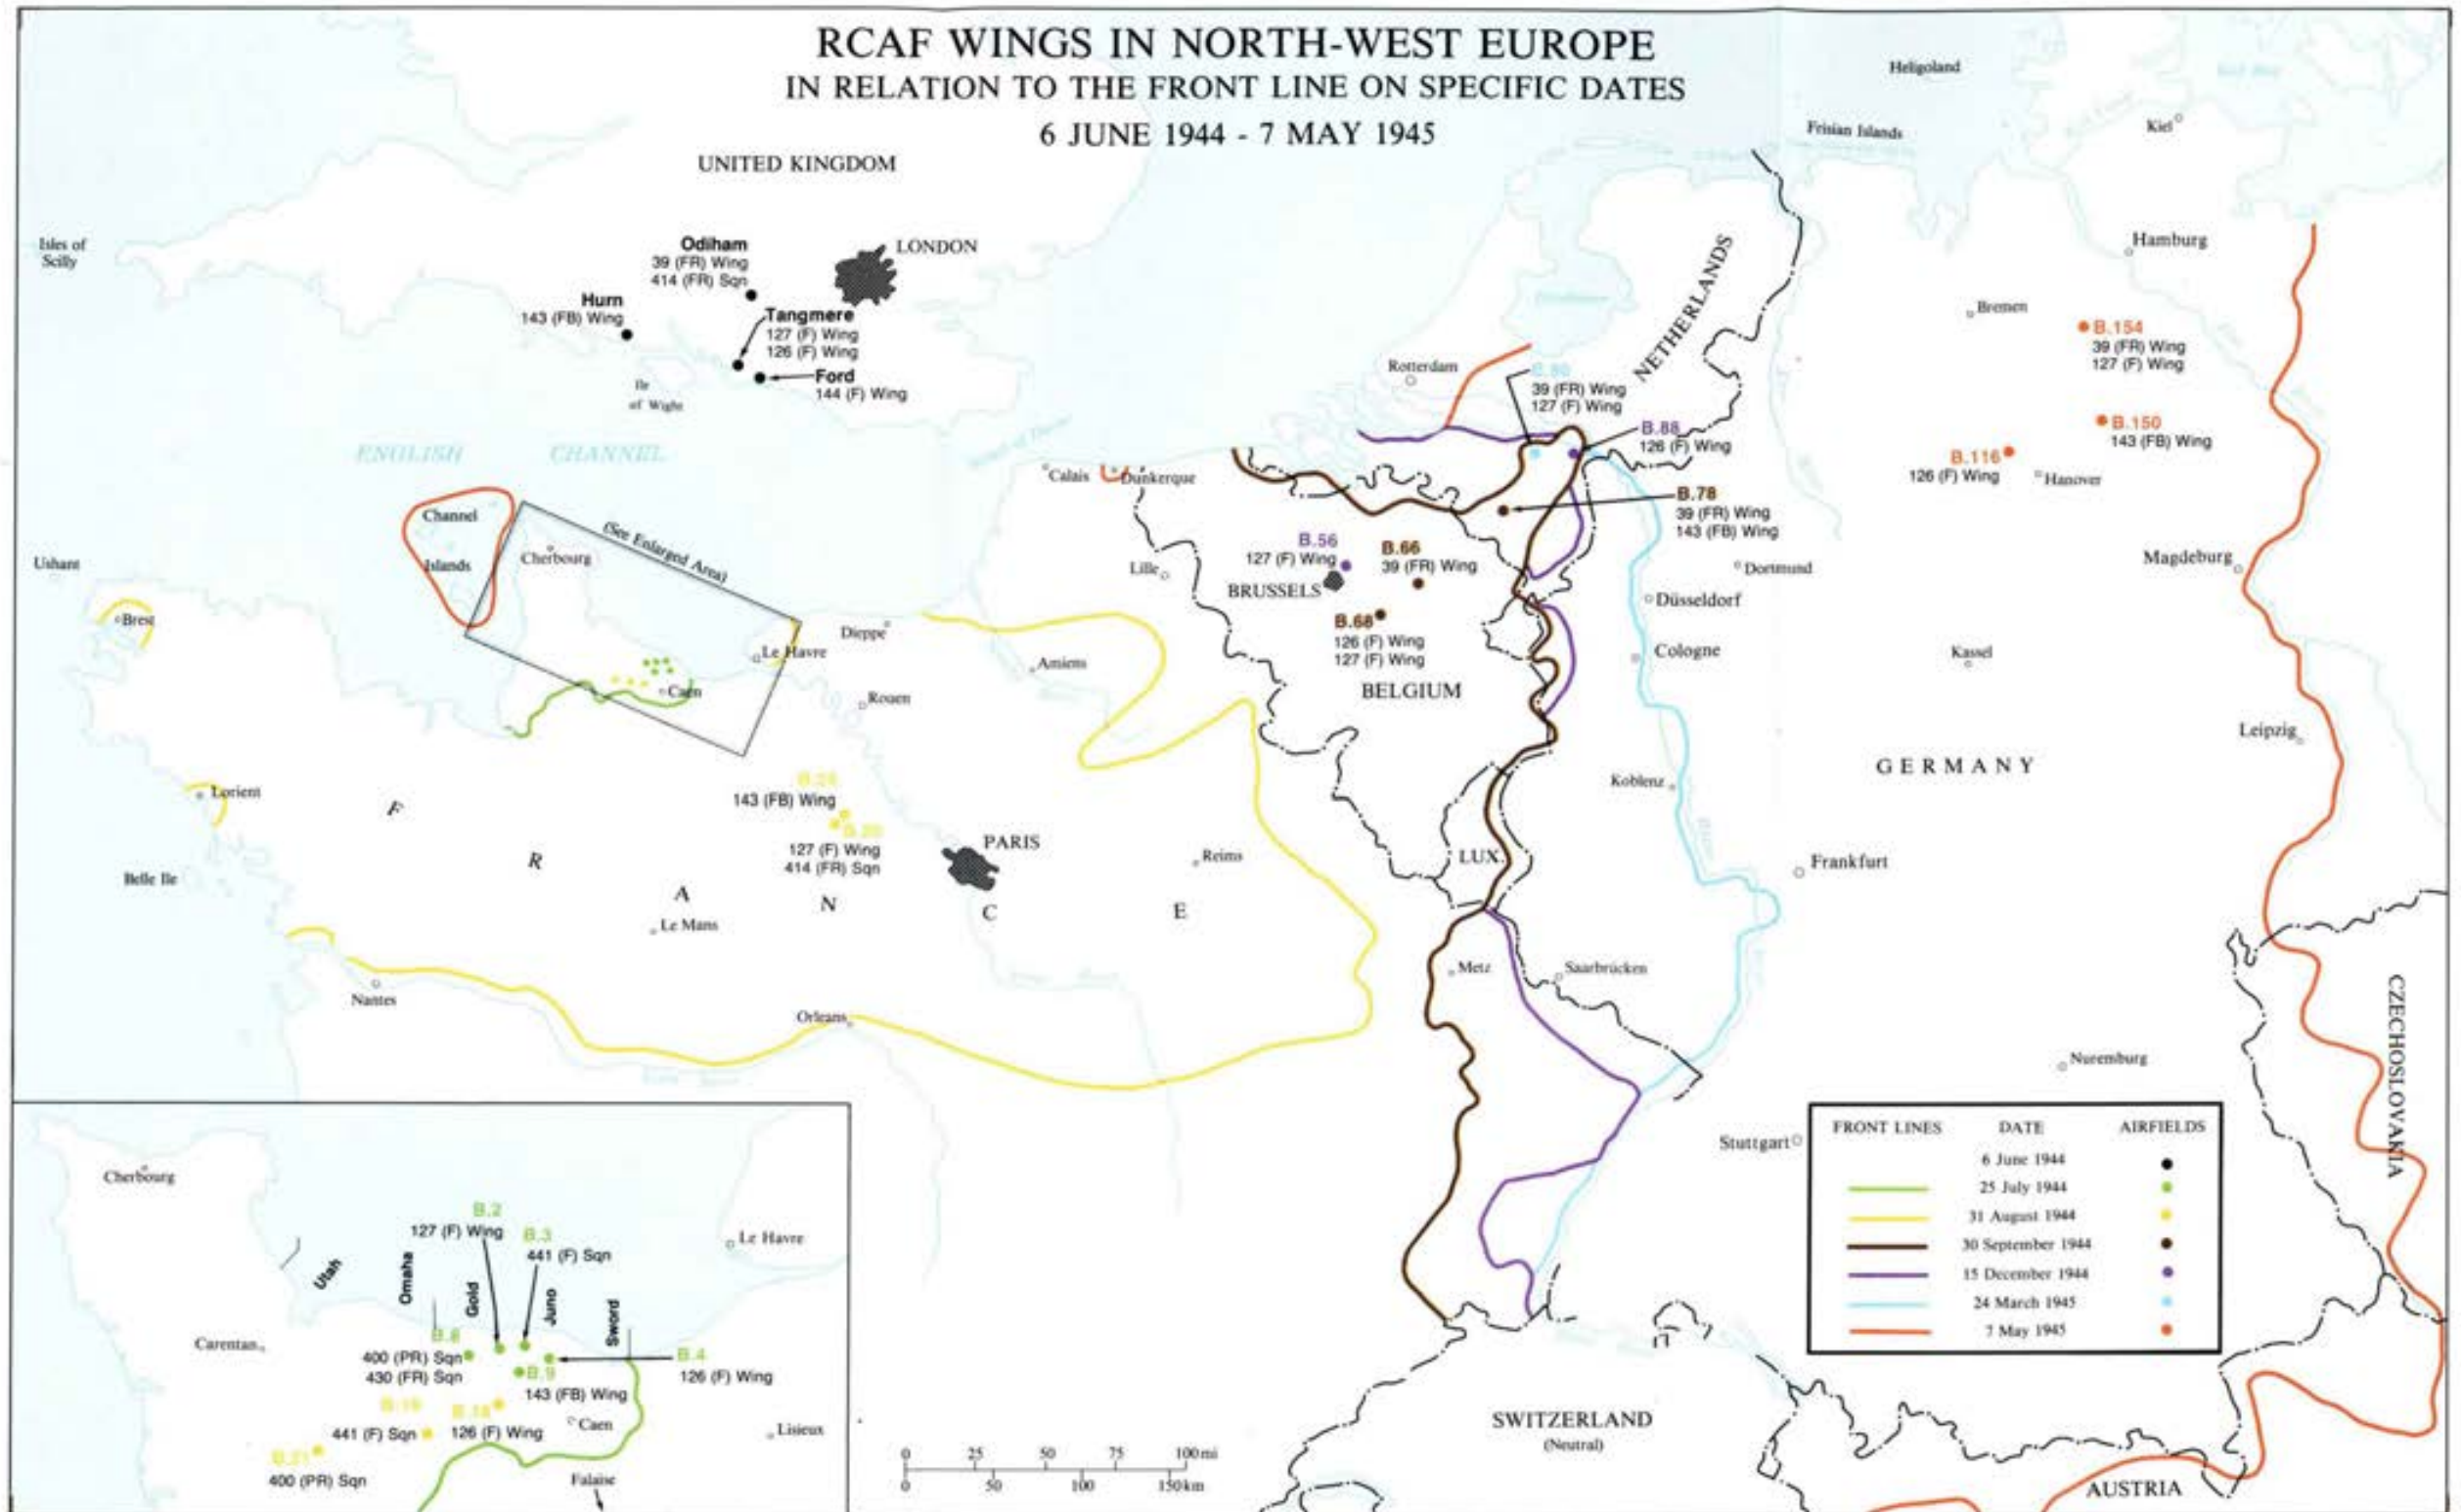 RCAF WINGS IN NORTH-WEST EUROPE
IN RELATION TO THE FRONT LINE ON SPECIFIC DATES
6 JUNE 1944 - 7 MAY 1945
Heligoland
Frisian Islands
Kiel
UNITED KINGDOM
Isles of
Scilly
Odiham
39 (FR) Wing
414 (FR) Sqn
LONDON
Hurn
143 (FB) Wing
Tangmere
127 (F) Wing
126 (F) Wing
Ford
144 (F) Wing
Ile
of Wight
ENGLISH CHANNEL
NETHERLANDS
Rotterdam
39 (FR) Wing
127 (F) Wing
B.88
126 (F) Wing
B.78
39 (FR) Wing
143 (FB) Wing
Hamburg
Bremen
B.154
39 (FR) Wing
127 (F) Wing
B.150
143 (FB) Wing
B.116
126 (F) Wing
Hanover
Magdeburg
Calais
Dunkerque
Channel
Islands
(See Enlarged Area)
Cherbourg
Ushant
Brest
Lille
B.56
127 (F) Wing
BRUSSELS
B.66
39 (FR) Wing
B.68
126 (F) Wing
127 (F) Wing
BELGIUM
Dortmund
Düsseldorf
Cologne
Kassel
Leipzig
Dieppe
Le Havre
Amiens
Caen
Rouen
Lorient
Koblenz
GERMANY
143 (FB) Wing
127 (F) Wing
414 (FR) Sqn
PARIS
Reims
LUX.
Frankfurt
Belle Ile
FRANCE
Le Mans
Metz
Saarbrücken
Nantes
Orleans
Nuremburg
CZECHOSLOVAKIA
Stuttgart
FRONT LINES DATE AIRFIELDS
6 June 1944
25 July 1944
31 August 1944
30 September 1944
15 December 1944
24 March 1945
7 May 1945
Cherbourg
B.2
127 (F) Wing
B.3
441 (F) Sqn
Le Havre
Utah
Omaha
Gold
Juno
Sword
Carentan
B.8
400 (PR) Sqn
430 (FR) Sqn
B.4
126 (F) Wing
B.9
143 (FB) Wing
441 (F) Sqn
B.18
126 (F) Wing
Caen
Lisieux
B.21
400 (PR) Sqn
Falaise
0 25 50 75 100mi
0 50 100 150km
SWITZERLAND
(Neutral)
AUSTRIA